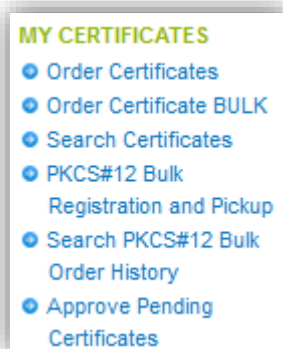 MY CERTIFICATES
Order Certificates
Order Certificate BULK
Search Certificates
PKCS#12 Bulk
Registration and Pickup
Search PKCS#12 Bulk
Order History
Approve Pending
Certificates